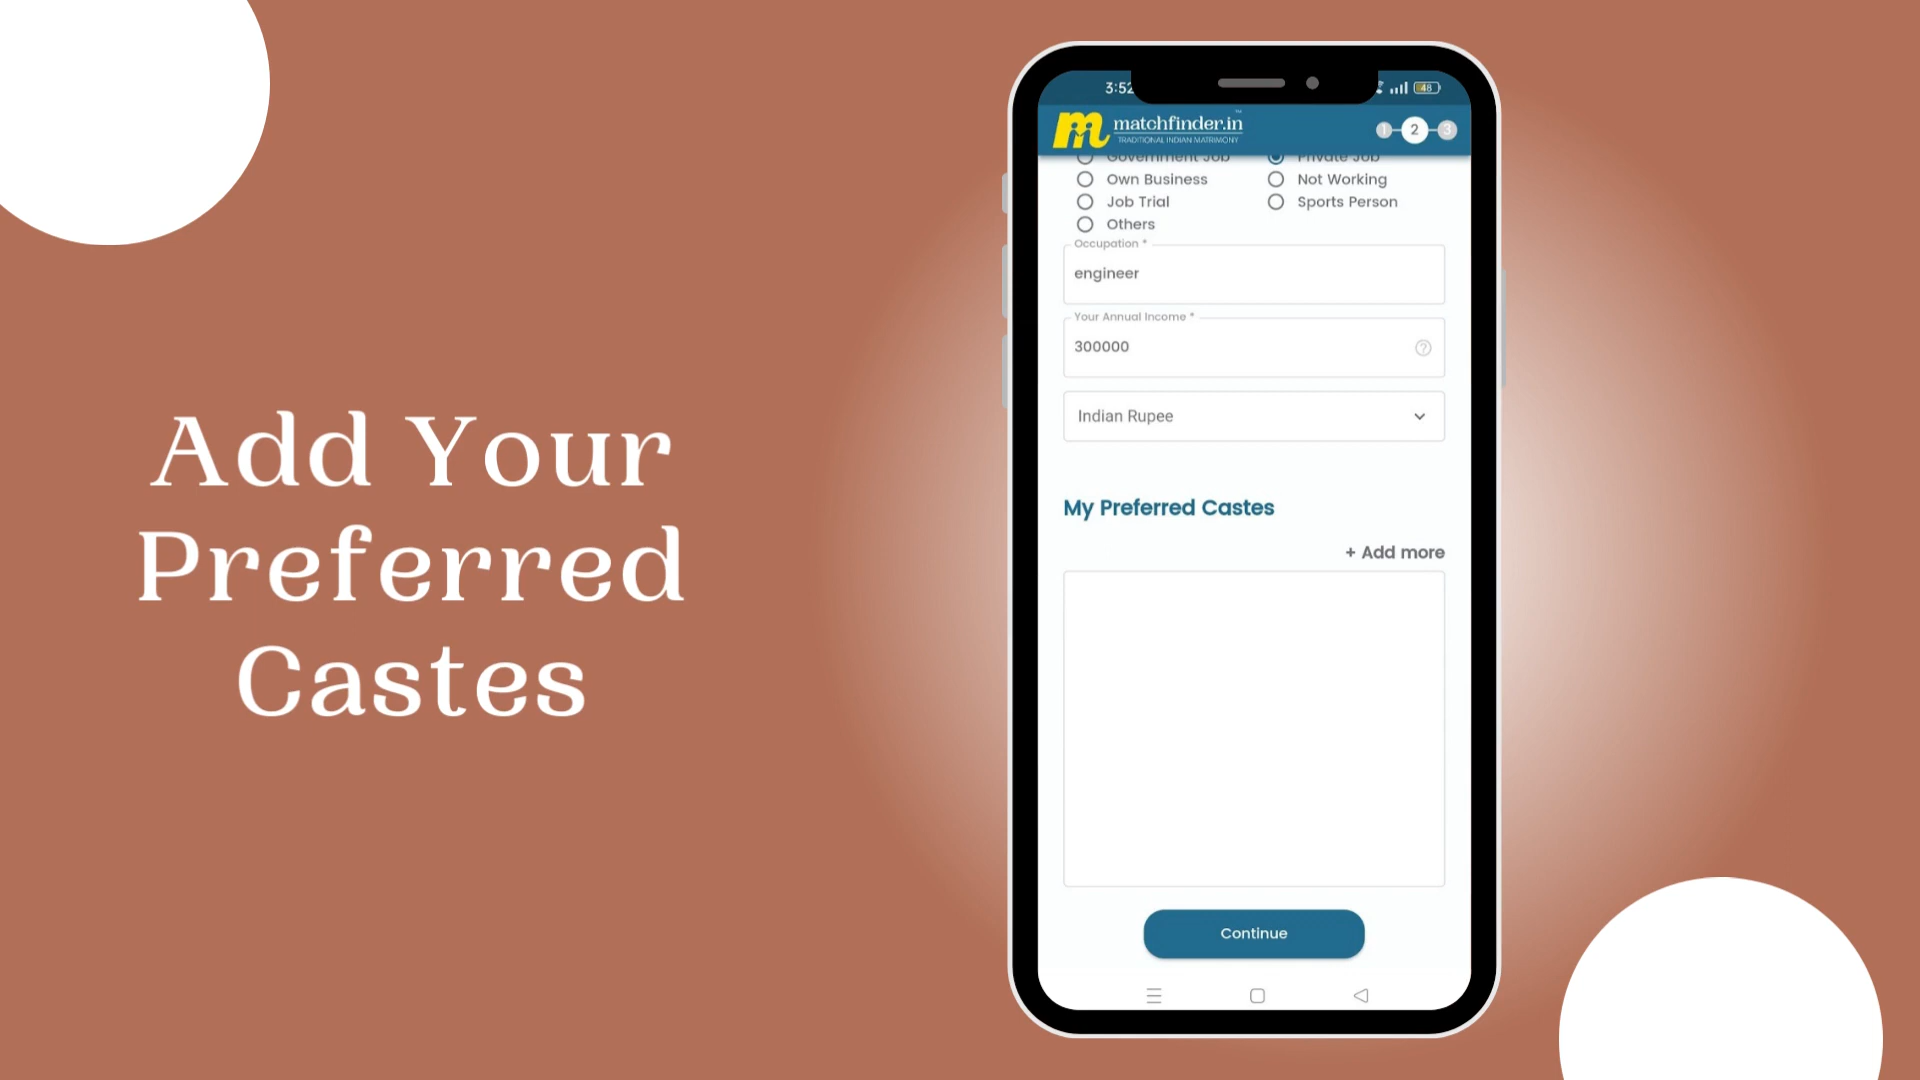 Add Your
Preferred
Castes
3:52
48
matchfinder.in
TRADITIONAL INDIAN MATRIMONY
1 2 3
Government Job Private Job
Own Business Not Working
Job Trial Sports Person
Others
Occupation *
engineer
Your Annual Income *
300000
Indian Rupee
My Preferred Castes
+ Add more
Continue